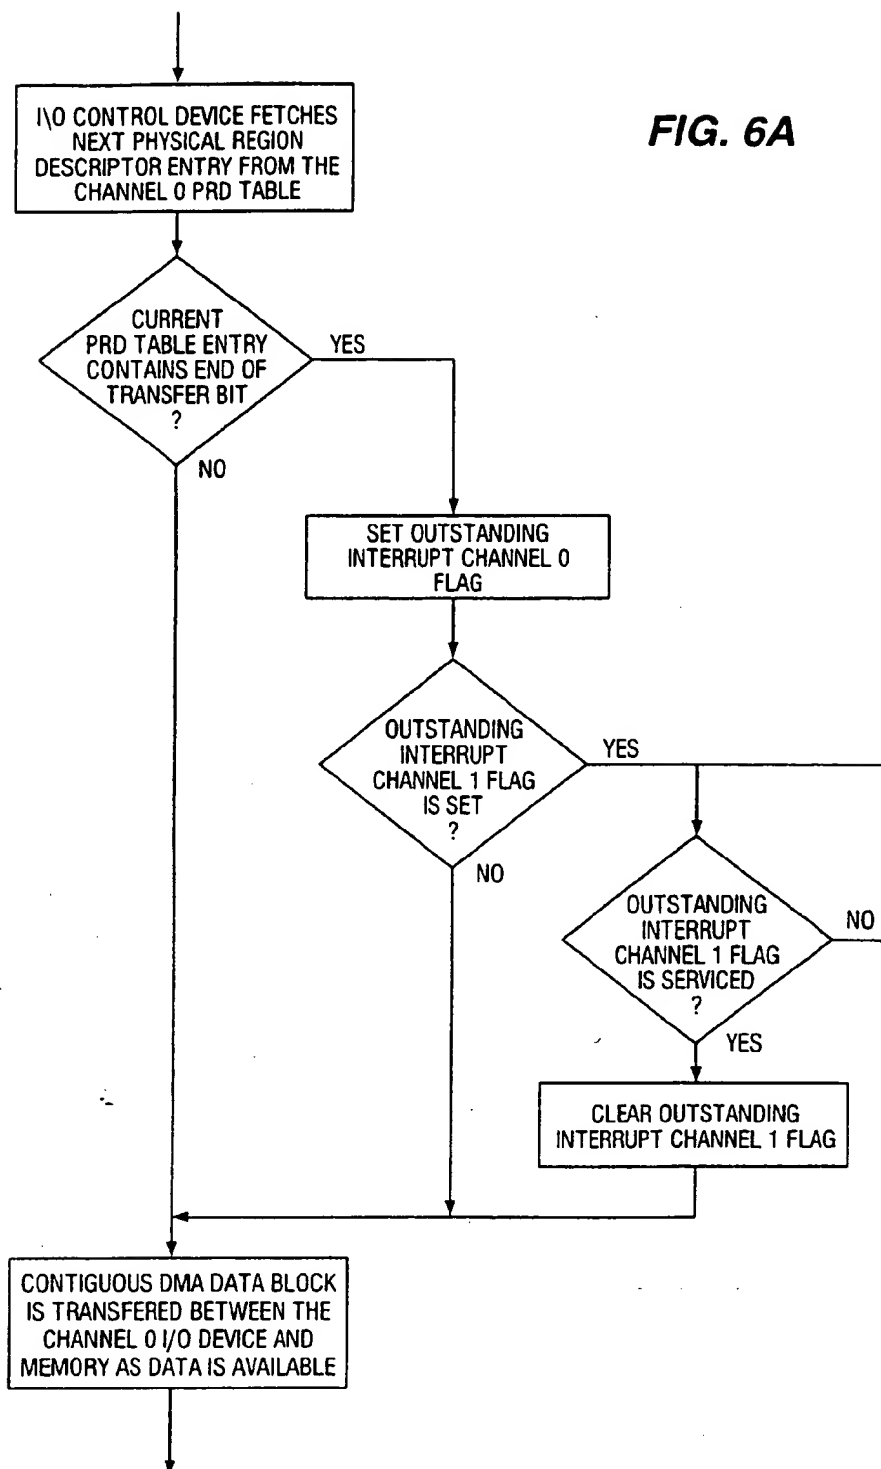 FIG. 6A
I\O CONTROL DEVICE FETCHES
NEXT PHYSICAL REGION
DESCRIPTOR ENTRY FROM THE
CHANNEL 0 PRD TABLE
CURRENT
PRD TABLE ENTRY
CONTAINS END OF
TRANSFER BIT
?
YES
NO
SET OUTSTANDING
INTERRUPT CHANNEL 0
FLAG
OUTSTANDING
INTERRUPT
CHANNEL 1 FLAG
IS SET
?
YES
NO
OUTSTANDING
INTERRUPT
CHANNEL 1 FLAG
IS SERVICED
?
NO
YES
CLEAR OUTSTANDING
INTERRUPT CHANNEL 1 FLAG
CONTIGUOUS DMA DATA BLOCK
IS TRANSFERED BETWEEN THE
CHANNEL 0 I/O DEVICE AND
MEMORY AS DATA IS AVAILABLE